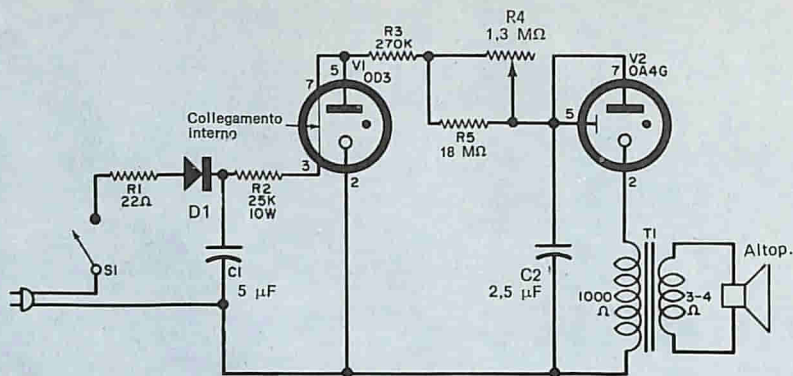 R4
1,3 MΩ
R3
270K
7
5
V1
OD3
V2
OA4G
7
Collegamento
interno
5
R5
18 MΩ
3
2
2
R1
22Ω
D1
R2
25K
10W
S1
C1
5 µF
C2
2,5 µF
T1
1000
Ω
3-4
Ω
Altop.